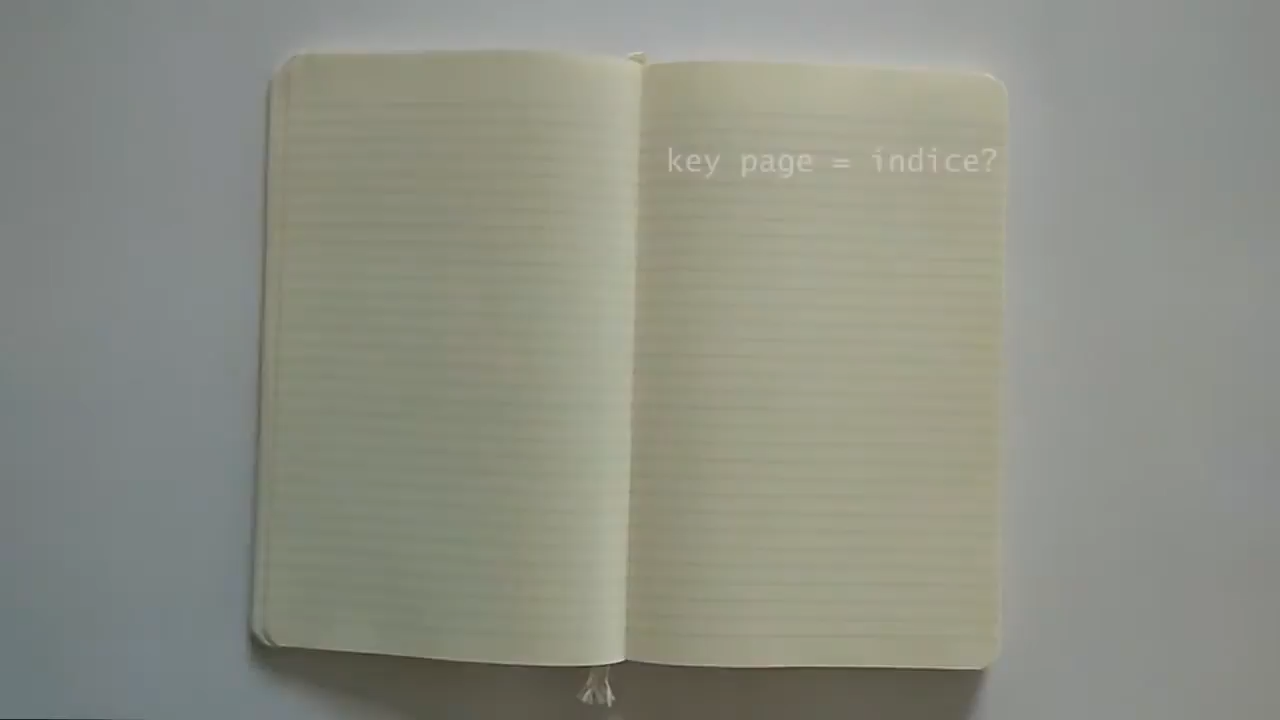 key page = indice?